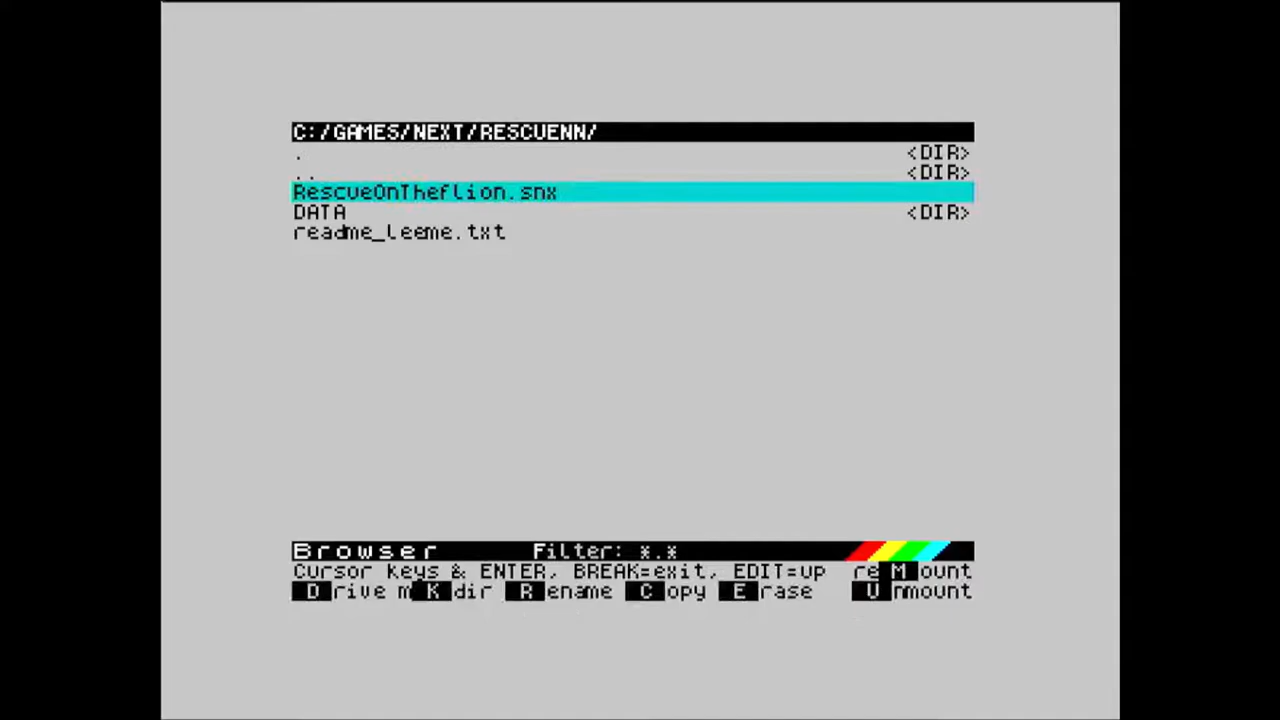 C:/GAMES/NEXT/RESCUENN/
. <DIR>
.. <DIR>
RescueOnTheflion.snx
DATA <DIR>
readme_leeme.txt
Browser Filter: *.*
Cursor keys & ENTER, BREAK=exit, EDIT=up reMount
Drive mKdir Rename Copy Erase Unmount